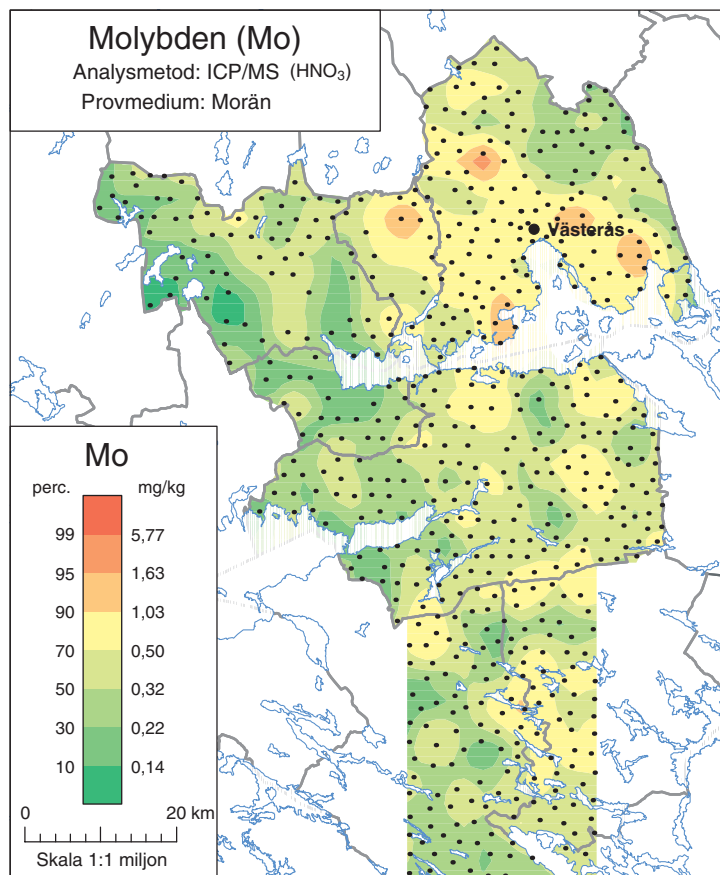 Molybden (Mo)
Analysmetod: ICP/MS (HNO₃)
Provmedium: Morän
Västerås
Mo
perc. mg/kg
99 5,77
95 1,63
90 1,03
70 0,50
50 0,32
30 0,22
10 0,14
0 20 km
Skala 1:1 miljon